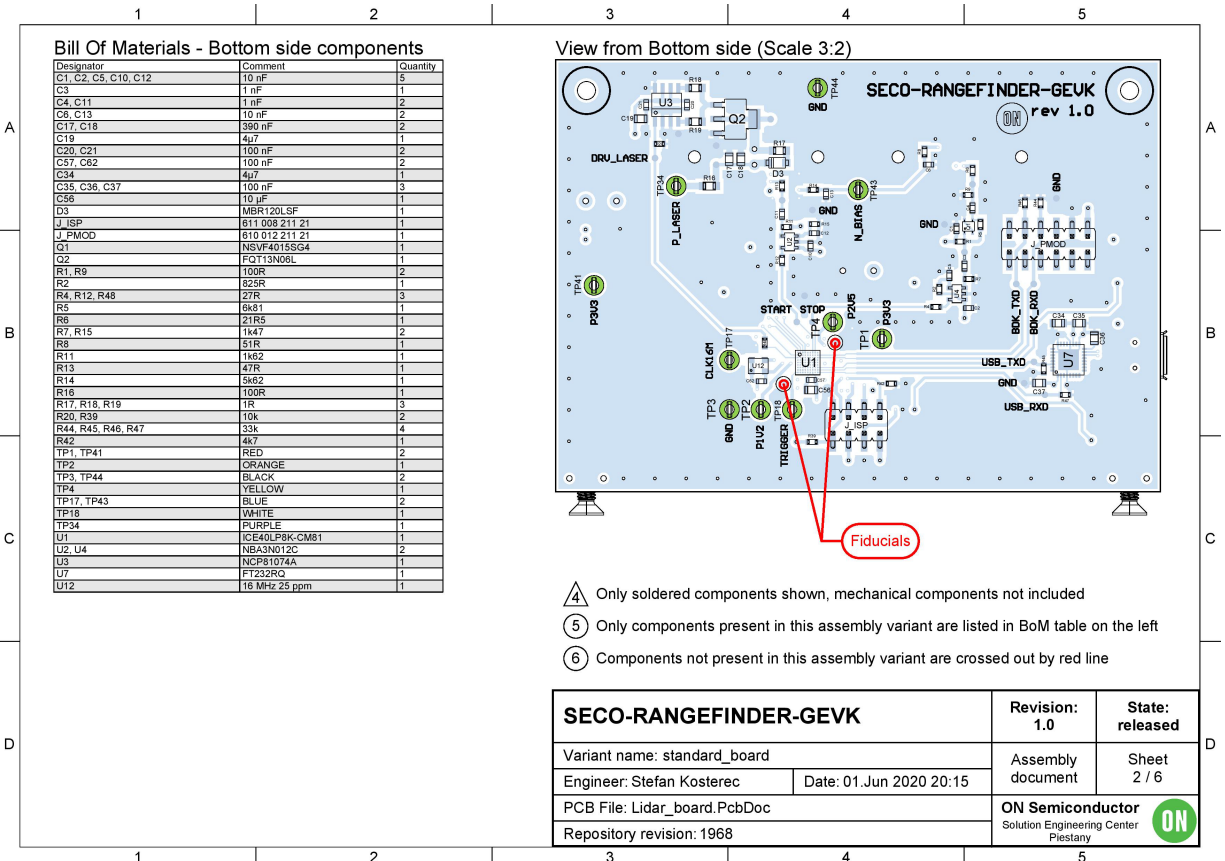 1 2 3 4 5
Bill Of Materials - Bottom side components
Designator Comment Quantity
C1, C2, C5, C10, C12 10 nF 5
C3 1 nF 1
C4, C11 1 nF 2
C6, C13 10 nF 2
C17, C18 390 nF 2
C19 4µ7 1
C20, C21 100 nF 2
C57, C62 100 nF 2
C34 4µ7 1
C35, C36, C37 100 nF 3
C56 10 µF 1
D3 MBR120LSF 1
J_ISP 611 008 211 21 1
J_PMOD 610 012 211 21 1
Q1 NSVF4015SG4 1
Q2 FQT13N06L 1
R1, R9 100R 2
R2 825R 1
R4, R12, R48 27R 3
R5 6k81 1
R6 21R5 1
R7, R15 1k47 2
R8 51R 1
R11 1k62 1
R13 47R 1
R14 5k62 1
R16 100R 1
R17, R18, R19 1R 3
R20, R39 10k 2
R44, R45, R46, R47 33k 4
R42 4k7 1
TP1, TP41 RED 2
TP2 ORANGE 1
TP3, TP44 BLACK 2
TP4 YELLOW 1
TP17, TP43 BLUE 2
TP18 WHITE 1
TP34 PURPLE 1
U1 ICE40LP8K-CM81 1
U2, U4 NBA3N012C 2
U3 NCP81074A 1
U7 FT232RQ 1
U12 16 MHz 25 ppm 1
View from Bottom side (Scale 3:2)
SECO-RANGEFINDER-GEVK
ON rev 1.0
R18
U3
C19
R19
Q2
TP44
GND
DRV_LASER
R17
C17
C18
D3
TP34
R16
P_LASER
TP43
N_BIAS
GND
GND
GND
J_PMOD
U2
U4
TP41
P3V3
START STOP
P2V5
P3V3
TP4
TP1
BOK_TXD
BOK_RXD
CLK16M
TP17
U12
U1
C57
C56
C34 C35
C36
U7
USB_TXD
GND
C37
R47
USB_RXD
TP3
GND
TP2
P1V2
TP18
TRIGGER
J_ISP
Fiducials
4 Only soldered components shown, mechanical components not included
5 Only components present in this assembly variant are listed in BoM table on the left
6 Components not present in this assembly variant are crossed out by red line
SECO-RANGEFINDER-GEVK
Revision: 1.0
State: released
Variant name: standard_board
Engineer: Stefan Kosterec Date: 01.Jun 2020 20:15
Assembly document
Sheet 2 / 6
PCB File: Lidar_board.PcbDoc
Repository revision: 1968
ON Semiconductor
Solution Engineering Center
Piestany
ON
A A
B B
C C
D D
1 2 3 4 5